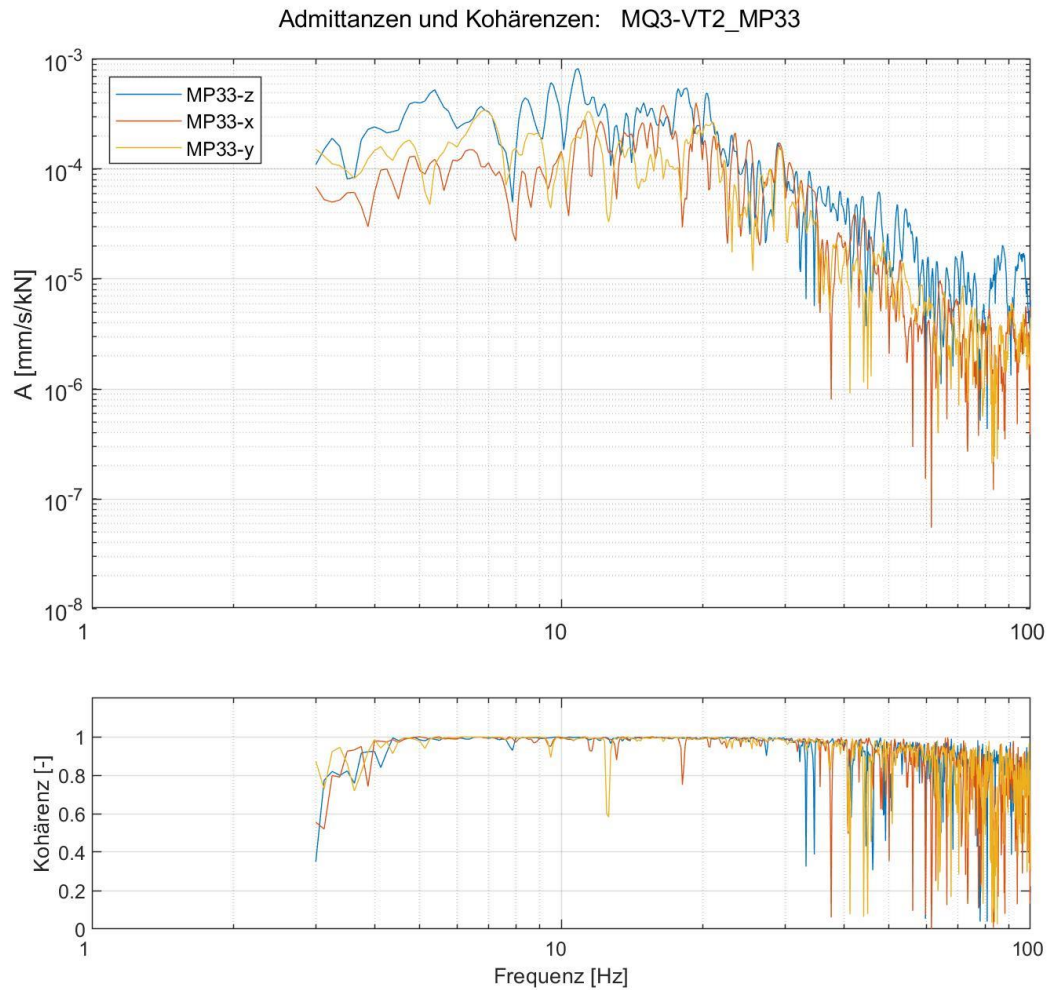 Admittanzen und Kohärenzen: MQ3-VT2_MP33
10^-3
MP33-z
MP33-x
MP33-y
10^-4
10^-5
A [mm/s/kN]
10^-6
10^-7
10^-8
1 10 100
1
0.8
0.6
0.4
0.2
0
Kohärenz [-]
1 10 100
Frequenz [Hz]